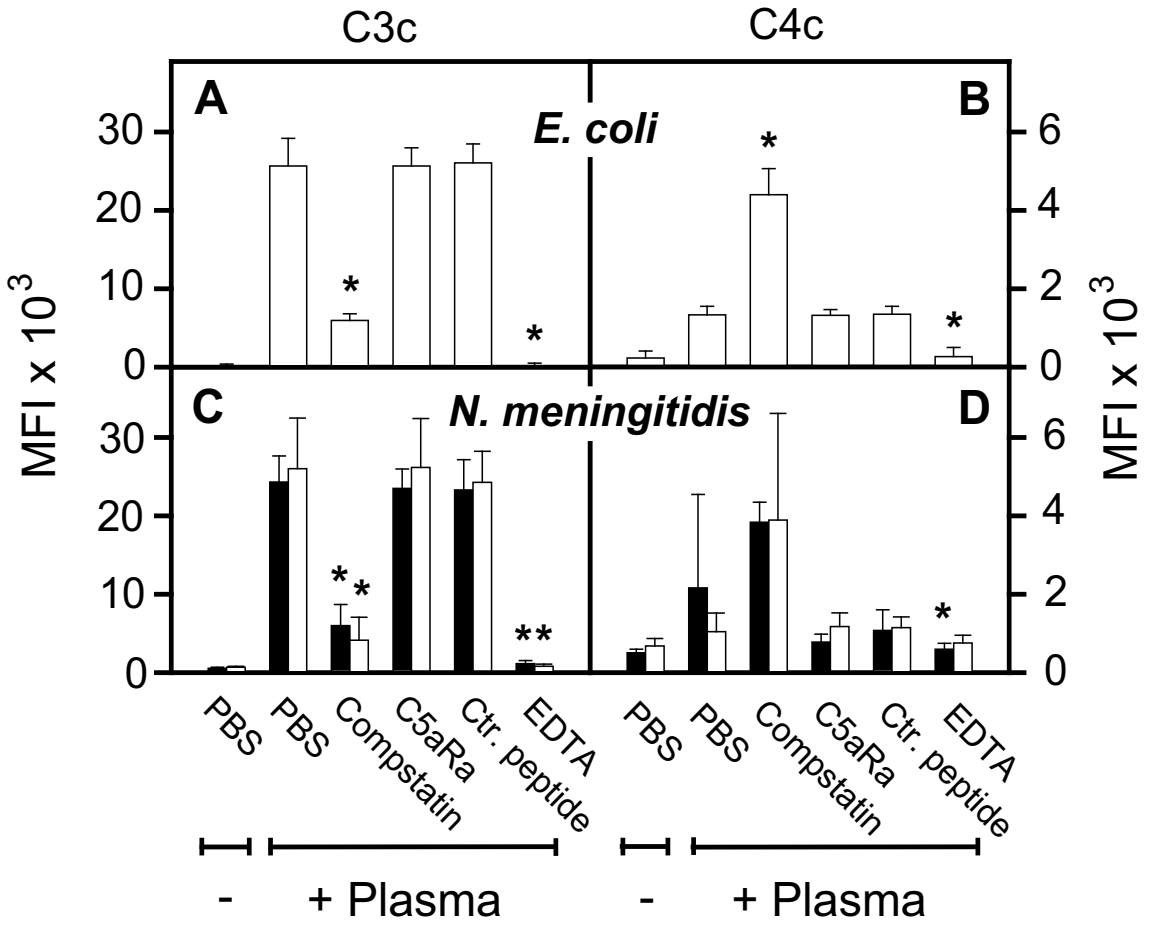 C3c C4c
A B
E. coli
30 6
20 4
10 2
0 0
* * * *
C D
N. meningitidis
30 6
20 4
10 2
0 0
* * ** *
MFI x 10³ MFI x 10³
PBS PBS Compstatin C5aRa Ctr. peptide EDTA PBS PBS Compstatin C5aRa Ctr. peptide EDTA
- + Plasma - + Plasma